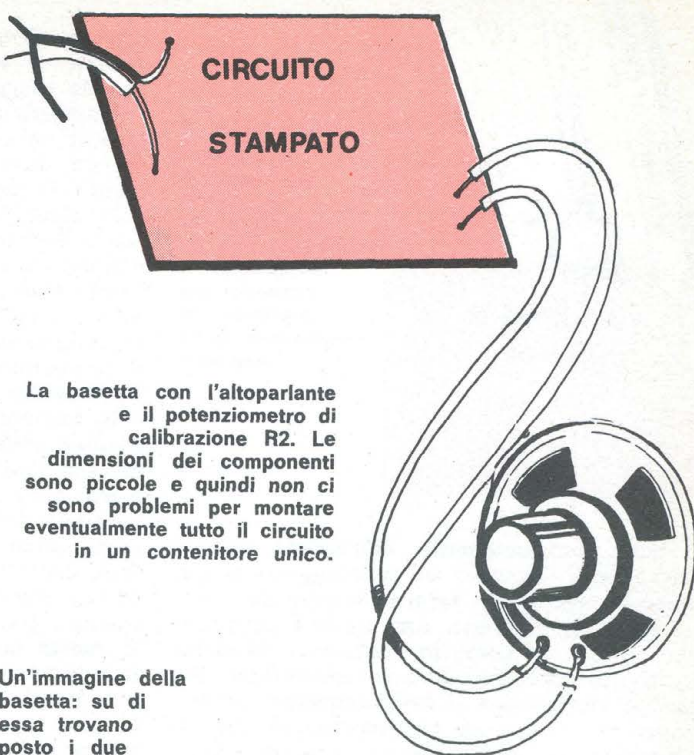 CIRCUITO
STAMPATO
La basetta con l'altoparlante
e il potenziometro di
calibrazione R2. Le
dimensioni dei componenti
sono piccole e quindi non ci
sono problemi per montare
eventualmente tutto il circuito
in un contenitore unico.
Un'immagine della
basetta: su di
essa trovano
posto i due